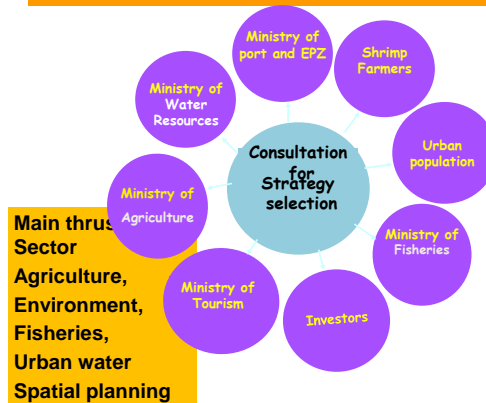 Ministry of
port and EPZ
Shrimp
Farmers
Ministry of
Water
Resources
Consultation
for
Strategy
selection
Urban
population
Ministry of
Agriculture
Ministry of
Fisheries
Ministry of
Tourism
Investors
Main thrus
Sector
Agriculture,
Environment,
Fisheries,
Urban water
Spatial planning